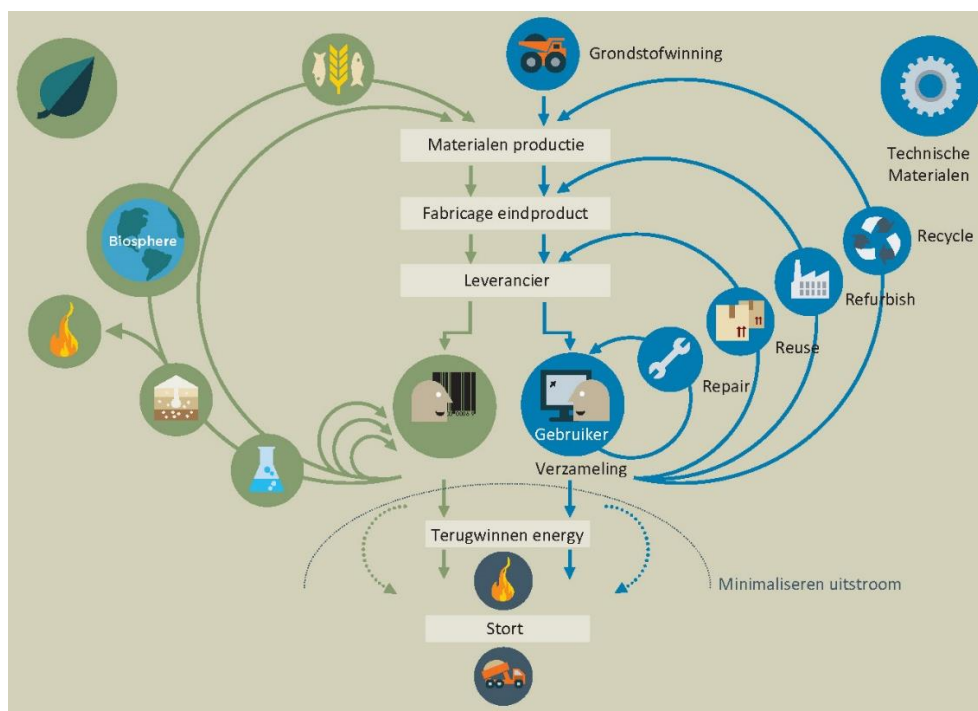 Grondstofwinning
Technische
Materialen
Materialen productie
Fabricage eindproduct
Leverancier
Biosphere
Recycle
Refurbish
Reuse
Repair
Gebruiker
Verzameling
Terugwinnen energy
Minimaliseren uitstroom
Stort